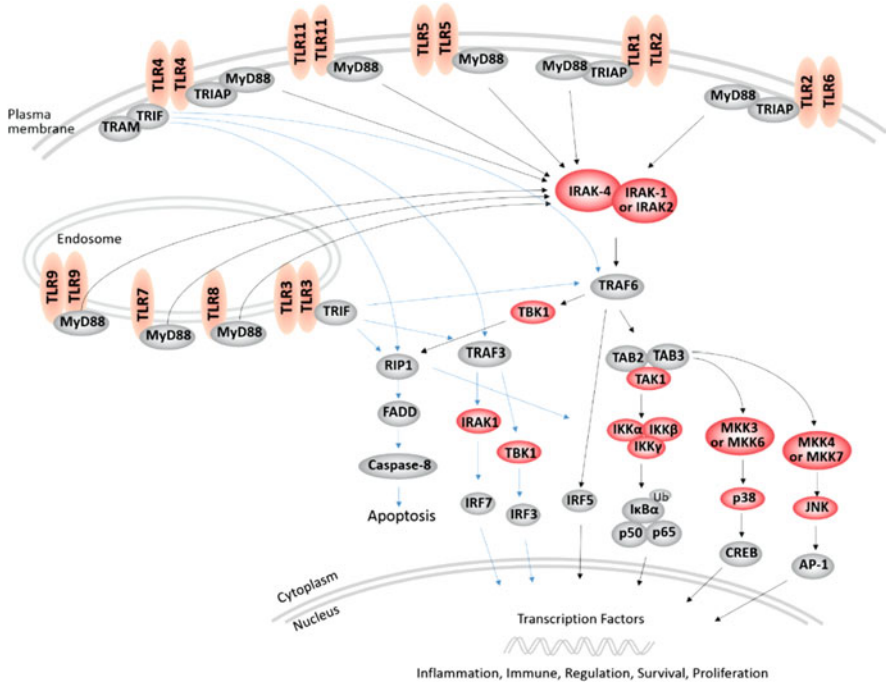 TLR4
TLR4
TLR11
TLR11
TLR5
TLR5
TLR1
TLR2
TLR2
TLR6
MyD88
TRIAP
MyD88
MyD88
MyD88
TRIAP
MyD88
TRIAP
Plasma
membrane
TRAM
TRIF
IRAK-4
IRAK-1
or IRAK2
Endosome
TLR9
TLR9
TLR7
TLR8
TLR3
TLR3
MyD88
MyD88
MyD88
TRIF
TRAF6
TBK1
RIP1
TRAF3
TAB2
TAB3
TAK1
FADD
IRAK1
IKKα
IKKβ
IKKγ
MKK3
or MKK6
MKK4
or MKK7
Caspase-8
TBK1
Apoptosis
IRF7
IRF3
IRF5
Ub
IκBα
p50
p65
p38
JNK
CREB
AP-1
Cytoplasm
Nucleus
Transcription Factors
Inflammation, Immune, Regulation, Survival, Proliferation